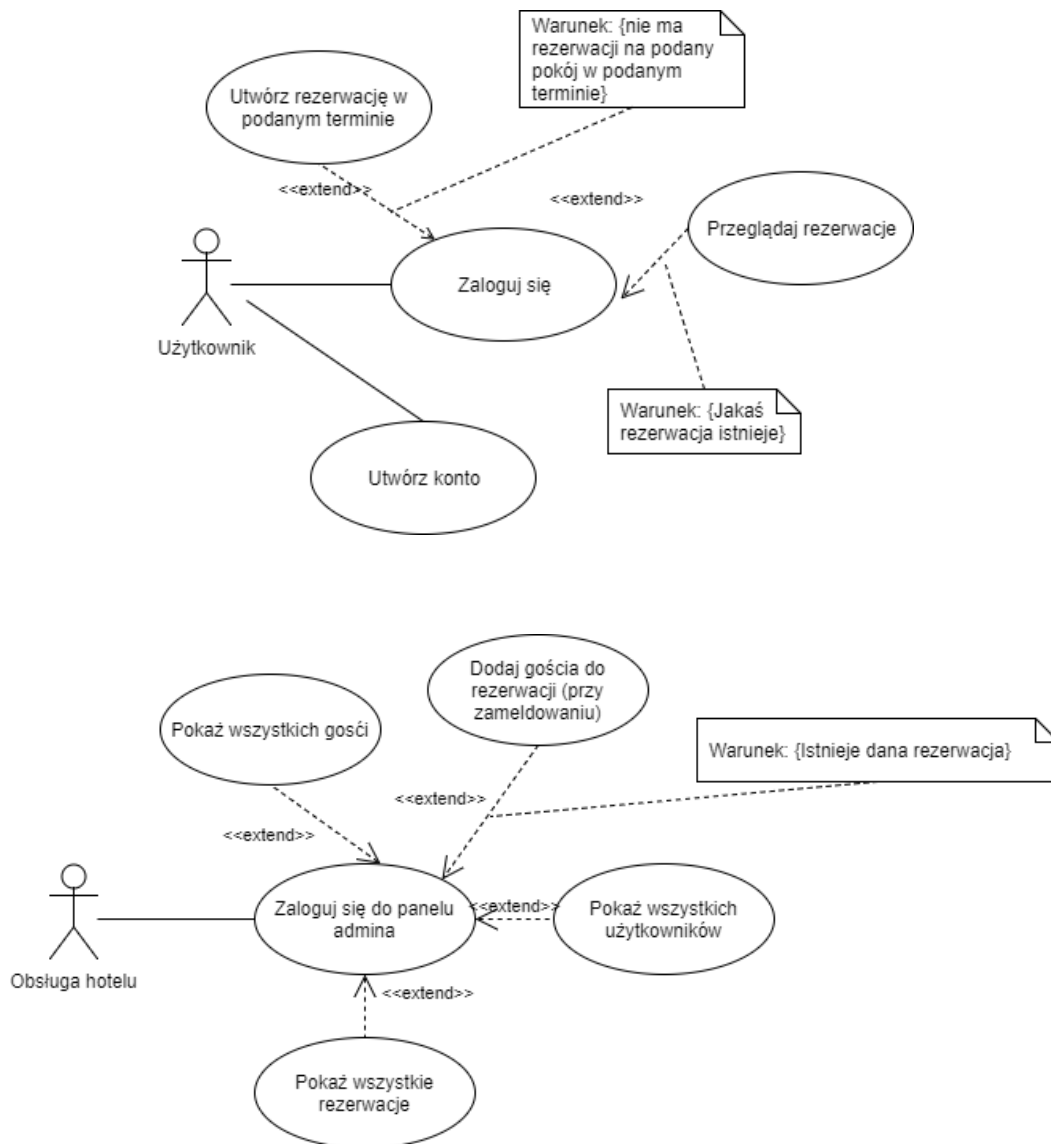 Warunek: {nie ma
rezerwacji na podany
pokój w podanym
terminie}
Utwórz rezerwację w
podanym terminie
<<extend>>
<<extend>>
Przeglądaj rezerwacje
Zaloguj się
Użytkownik
Warunek: {Jakaś
rezerwacja istnieje}
Utwórz konto
Dodaj gościa do
rezerwacji (przy
zameldowaniu)
Pokaż wszystkich gosći
Warunek: {Istnieje dana rezerwacja}
<<extend>>
<<extend>>
Zaloguj się do panelu
admina
<<extend>>
Pokaż wszystkich
użytkowników
Obsługa hotelu
<<extend>>
Pokaż wszystkie
rezerwacje